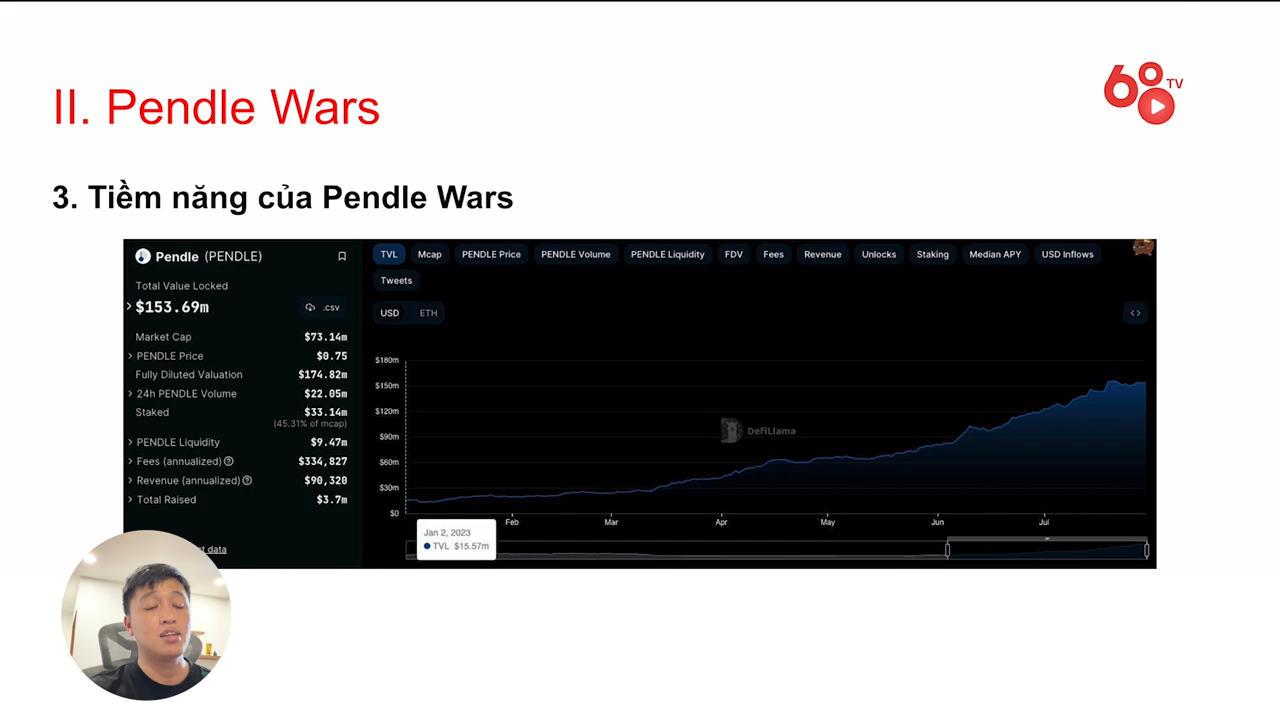 II. Pendle Wars
68 TV
3. Tiềm năng của Pendle Wars
Pendle (PENDLE)
Total Value Locked
$153.69m
.csv
Market Cap $73.14m
PENDLE Price $0.75
Fully Diluted Valuation $174.82m
24h PENDLE Volume $22.05m
Staked $33.14m
(45.31% of mcap)
PENDLE Liquidity $9.47m
Fees (annualized) $334,827
Revenue (annualized) $90,320
Total Raised $3.7m
data
TVL Mcap PENDLE Price PENDLE Volume PENDLE Liquidity FDV Fees Revenue Unlocks Staking Median APY USD Inflows
Tweets
USD ETH
$180m
$150m
$120m
$90m
$60m
$30m
$0
DefiLlama
Feb Mar Apr May Jun Jul
Jan 2, 2023
TVL $15.57m